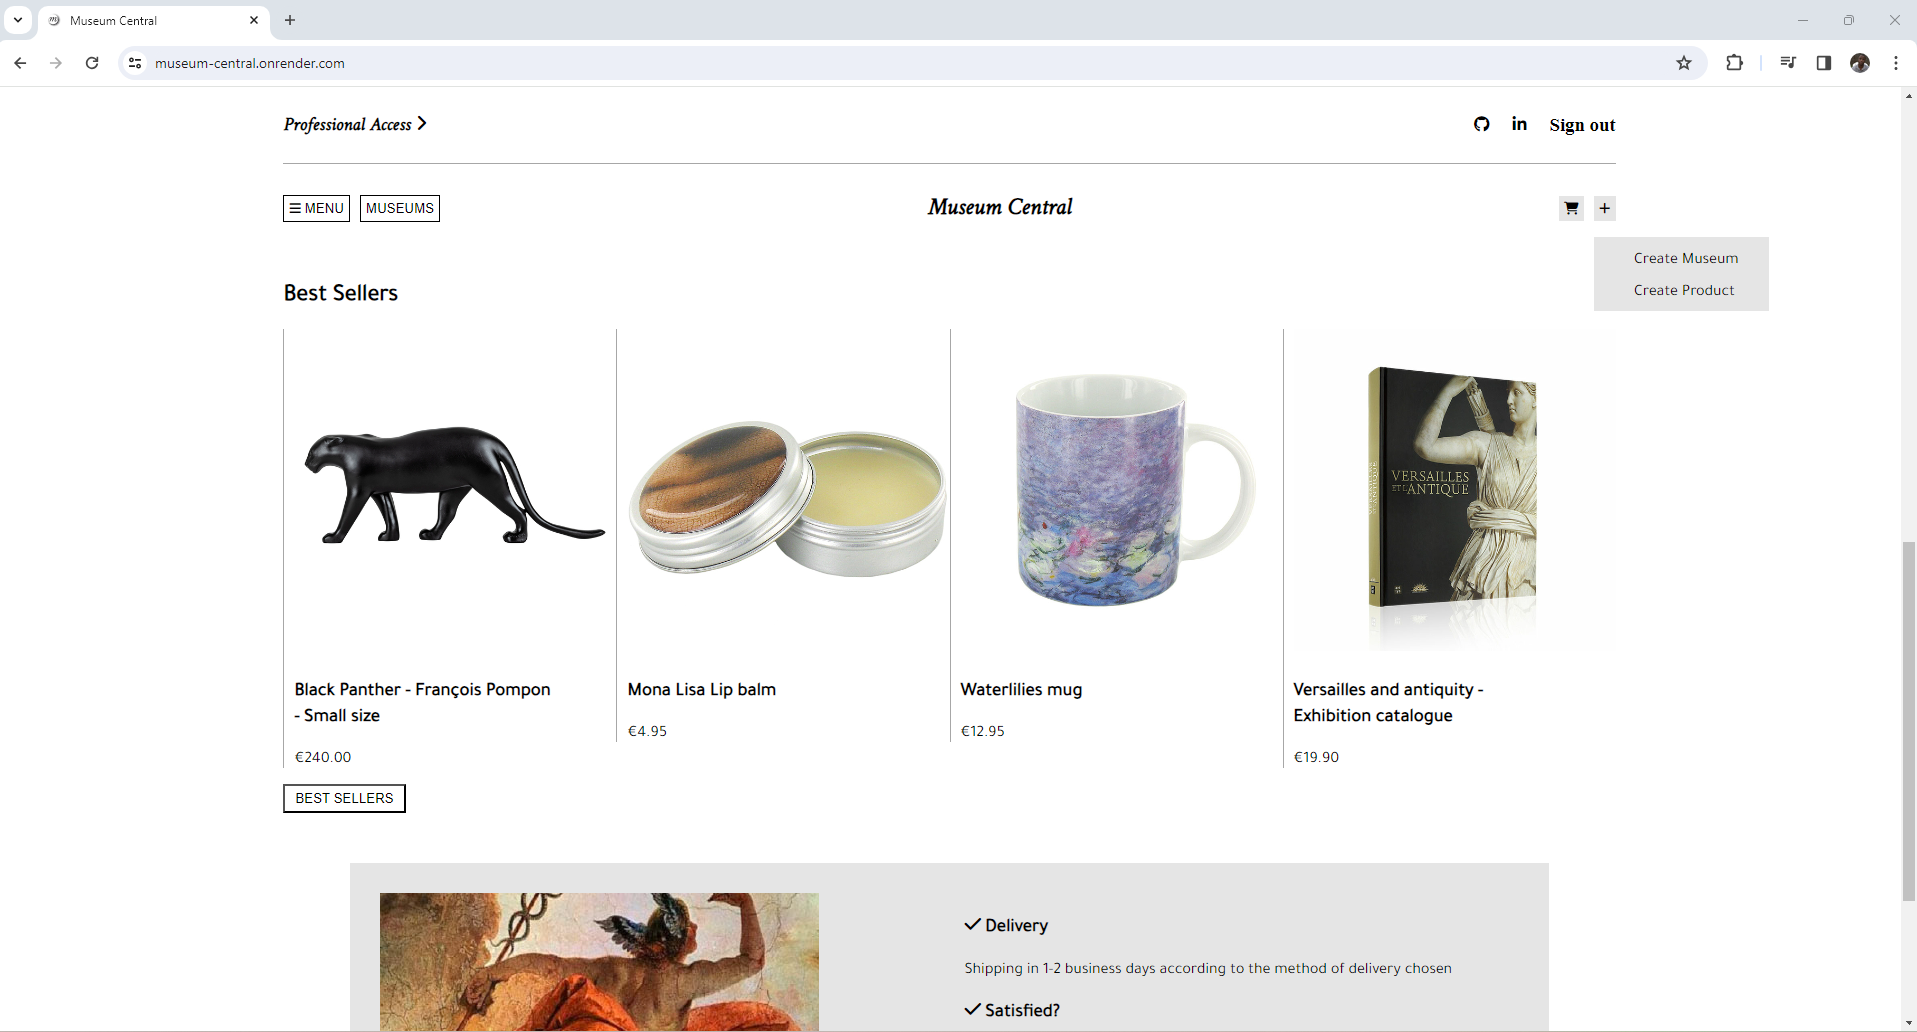 Museum Central
museum-central.onrender.com
Professional Access
Sign out
MENU
MUSEUMS
Museum Central
Create Museum
Create Product
Best Sellers
VERSAILLES
ET L'ANTIQUE
Black Panther - François Pompon
- Small size
€240.00
Mona Lisa Lip balm
€4.95
Waterlilies mug
€12.95
Versailles and antiquity -
Exhibition catalogue
€19.90
BEST SELLERS
Delivery
Shipping in 1-2 business days according to the method of delivery chosen
Satisfied?